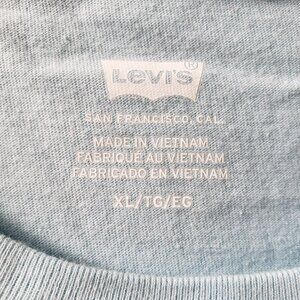 Levi's®
SAN FRANCISCO, CAL.
MADE IN VIETNAM
FABRIQUÉ AU VIETNAM
FABRICADO EN VIETNAM
XL/TG/EG